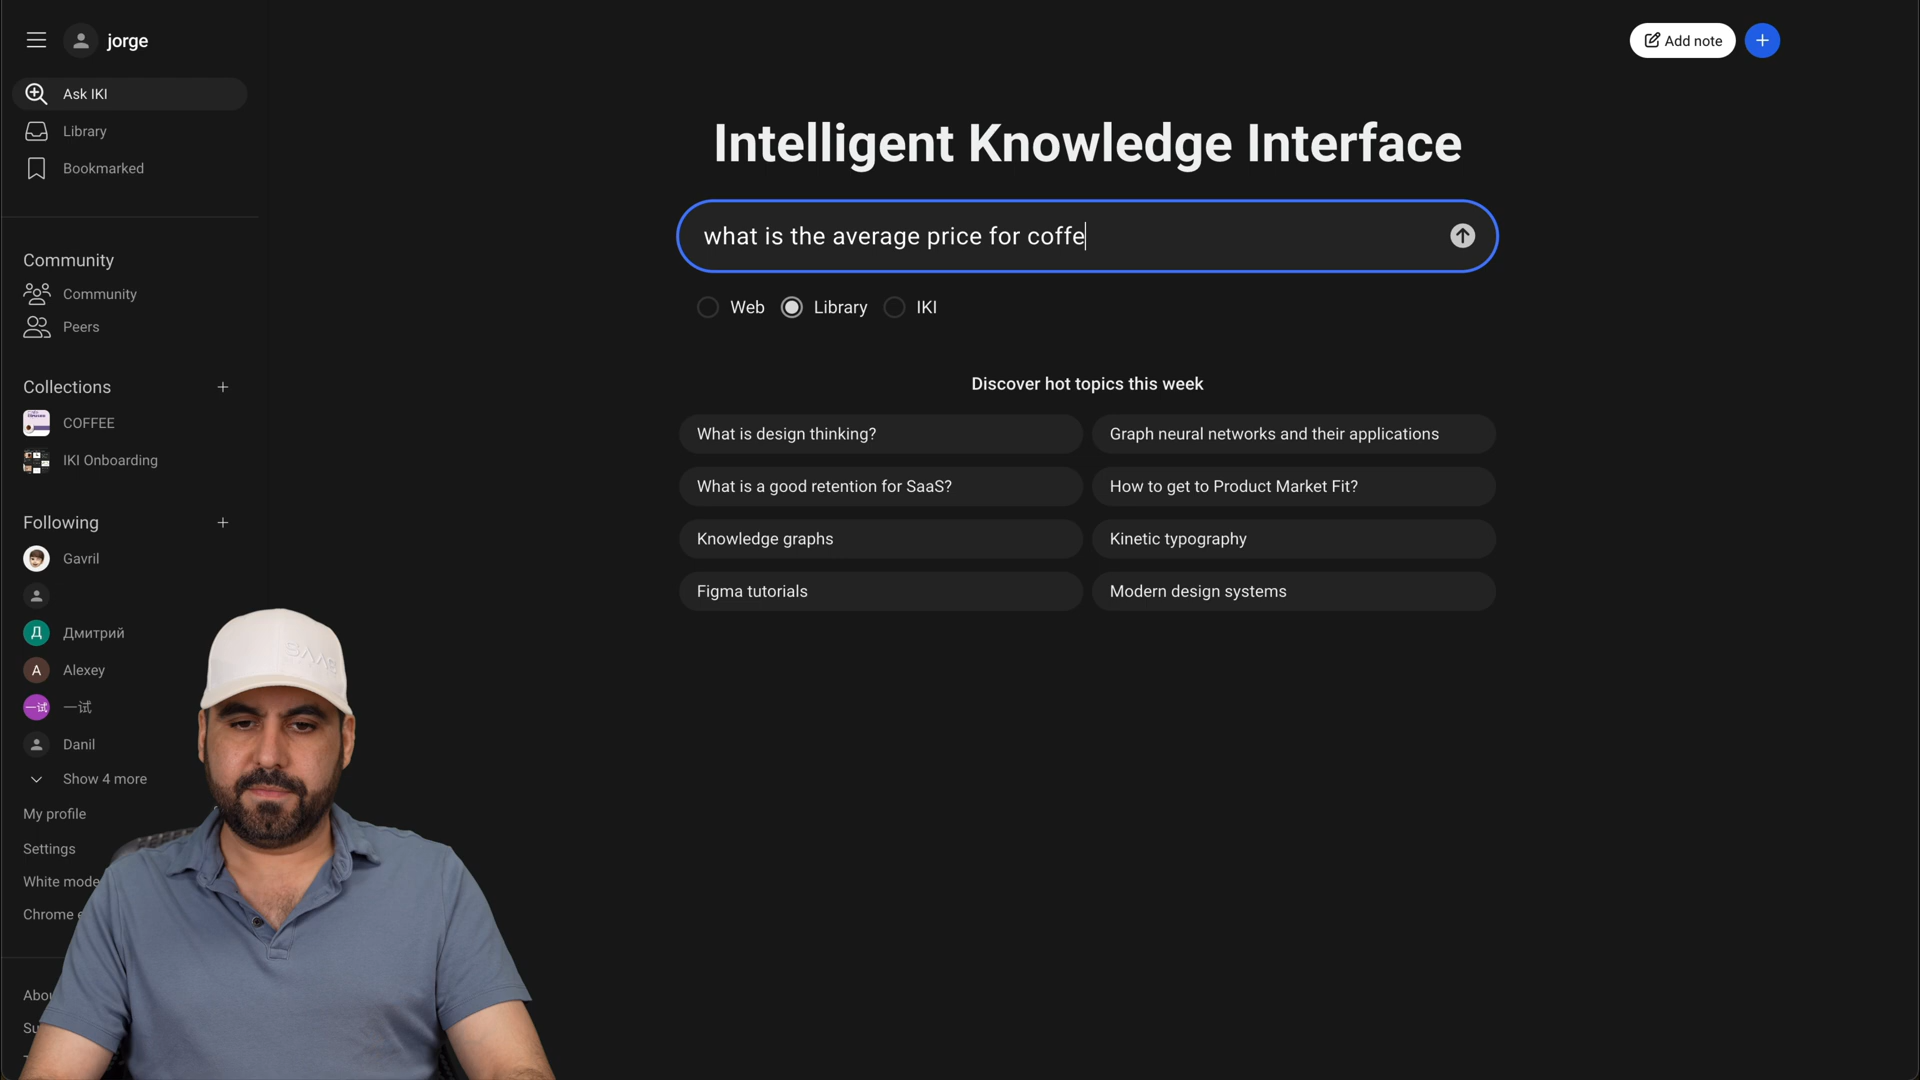 jorge
Add note
Ask IKI
Library
Bookmarked
Intelligent Knowledge Interface
what is the average price for coffe
Web Library IKI
Community
Community
Peers
Collections
COFFEE
IKI Onboarding
Following
Gavril
Д Дмитрий
A Alexey
一试 一试
Danil
Show 4 more
My profile
Settings
White mode
Chrome
Discover hot topics this week
What is design thinking?
Graph neural networks and their applications
What is a good retention for SaaS?
How to get to Product Market Fit?
Knowledge graphs
Kinetic typography
Figma tutorials
Modern design systems